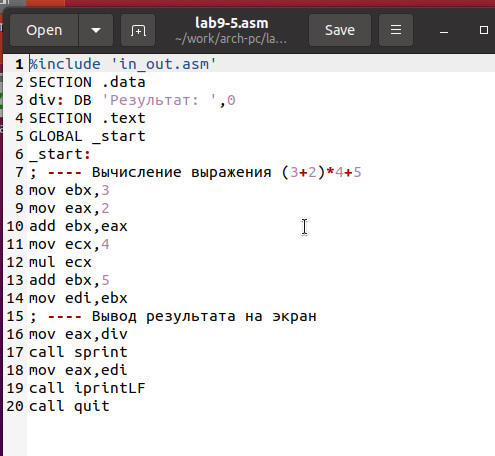 Open
lab9-5.asm
~/work/arch-pc/la...
Save
1 %include 'in_out.asm'
2 SECTION .data
3 div: DB 'Результат: ',0
4 SECTION .text
5 GLOBAL _start
6 _start:
7 ; ---- Вычисление выражения (3+2)*4+5
8 mov ebx,3
9 mov eax,2
10 add ebx,eax
11 mov ecx,4
12 mul ecx
13 add ebx,5
14 mov edi,ebx
15 ; ---- Вывод результата на экран
16 mov eax,div
17 call sprint
18 mov eax,edi
19 call iprintLF
20 call quit